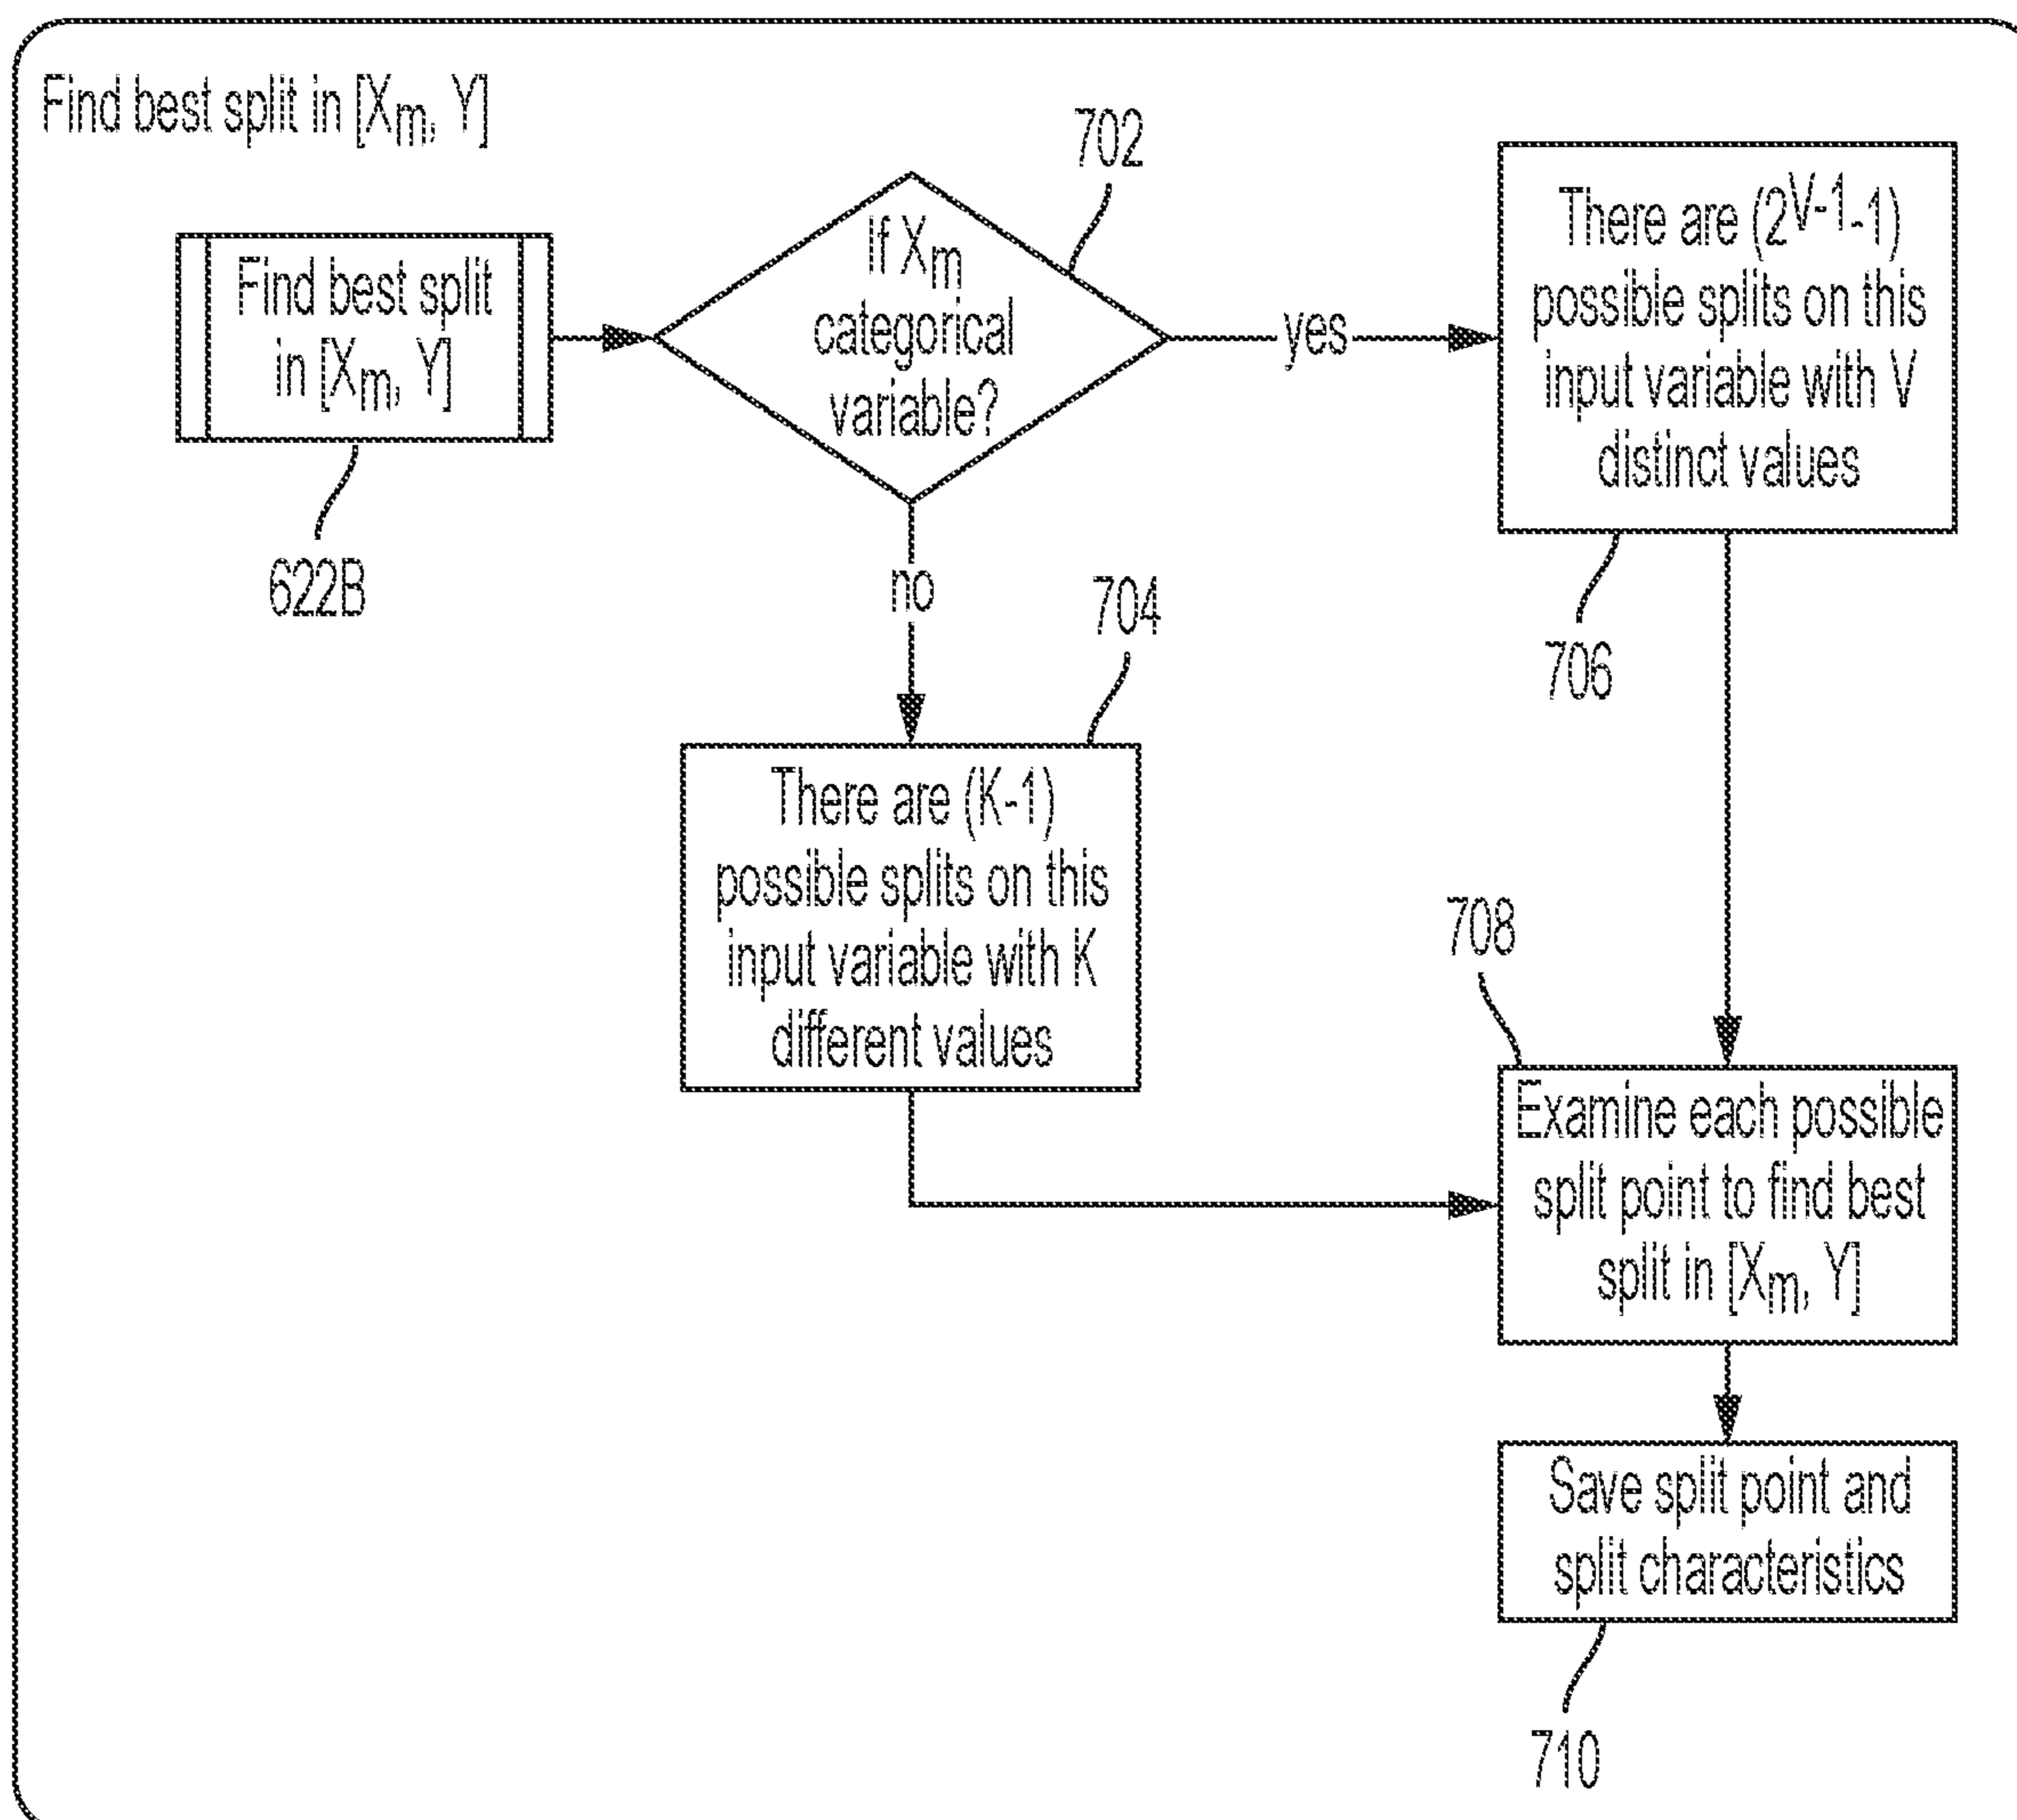 Find best split in [Xm, Y]
702
Find best split
in [Xm, Y]
622B
If Xm
categorical
variable?
yes
There are (2V-1-1)
possible splits on this
input variable with V
distinct values
706
no
704
There are (K-1)
possible splits on this
input variable with K
different values
708
Examine each possible
split point to find best
split in [Xm, Y]
Save split point and
split characteristics
710